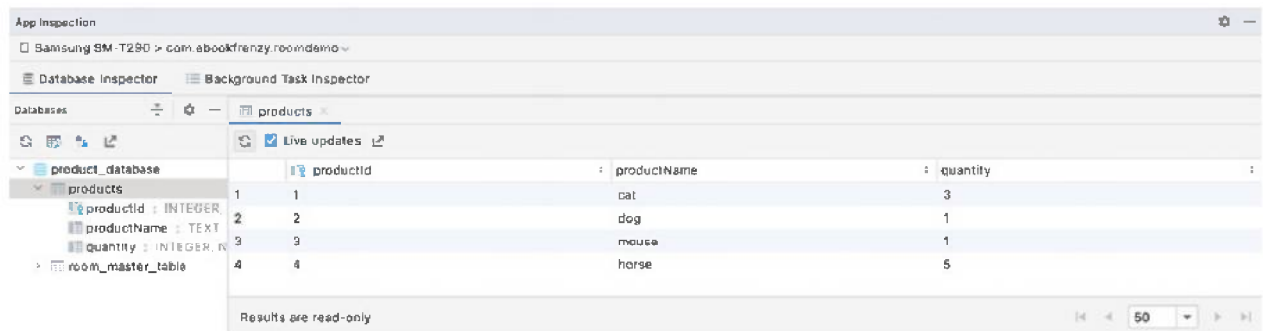 App Inspection
Samsung SM-T290 > com.ebookfrenzy.roomdemo
Database Inspector Background Task Inspector
Databases products
Live updates
product_database productId productName quantity
products 1 1 cat 3
productId : INTEGER, 2 2 dog 1
productName : TEXT
quantity : INTEGER, N 3 3 mouse 1
room_master_table 4 4 horse 5
Results are read-only 50